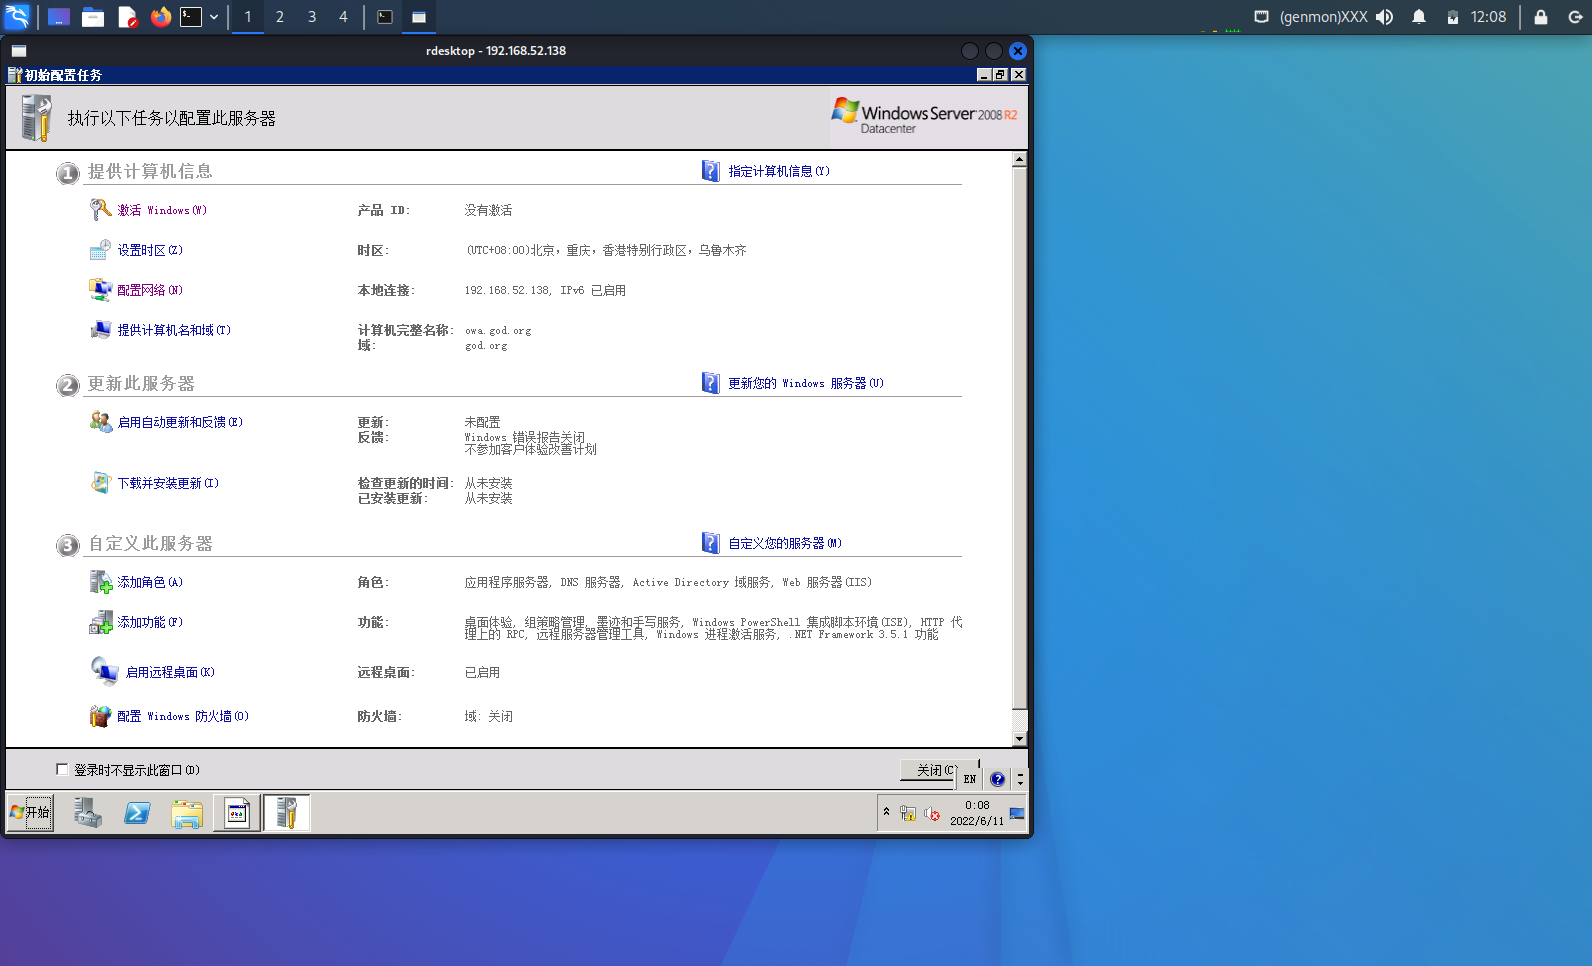 1 2 3 4
(genmon)XXX 12:08
rdesktop - 192.168.52.138
初始配置任务
执行以下任务以配置此服务器
Windows Server 2008 R2
Datacenter
1 提供计算机信息 指定计算机信息(Y)
激活 Windows(W) 产品 ID: 没有激活
设置时区(Z) 时区: (UTC+08:00)北京，重庆，香港特别行政区，乌鲁木齐
配置网络(N) 本地连接: 192.168.52.138, IPv6 已启用
提供计算机名和域(T) 计算机完整名称: owa.god.org
域: god.org
2 更新此服务器 更新您的 Windows 服务器(U)
启用自动更新和反馈(E) 更新: 未配置
反馈: Windows 错误报告关闭
不参加客户体验改善计划
下载并安装更新(I) 检查更新的时间: 从未安装
已安装更新: 从未安装
3 自定义此服务器 自定义您的服务器(M)
添加角色(A) 角色: 应用程序服务器, DNS 服务器, Active Directory 域服务, Web 服务器(IIS)
添加功能(F) 功能: 桌面体验, 组策略管理, 墨迹和手写服务, Windows PowerShell 集成脚本环境(ISE), HTTP 代
理上的 RPC, 远程服务器管理工具, Windows 进程激活服务, .NET Framework 3.5.1 功能
启用远程桌面(K) 远程桌面: 已启用
配置 Windows 防火墙(O) 防火墙: 域: 关闭
登录时不显示此窗口(D) 关闭(C)
EN
开始 0:08
2022/6/11